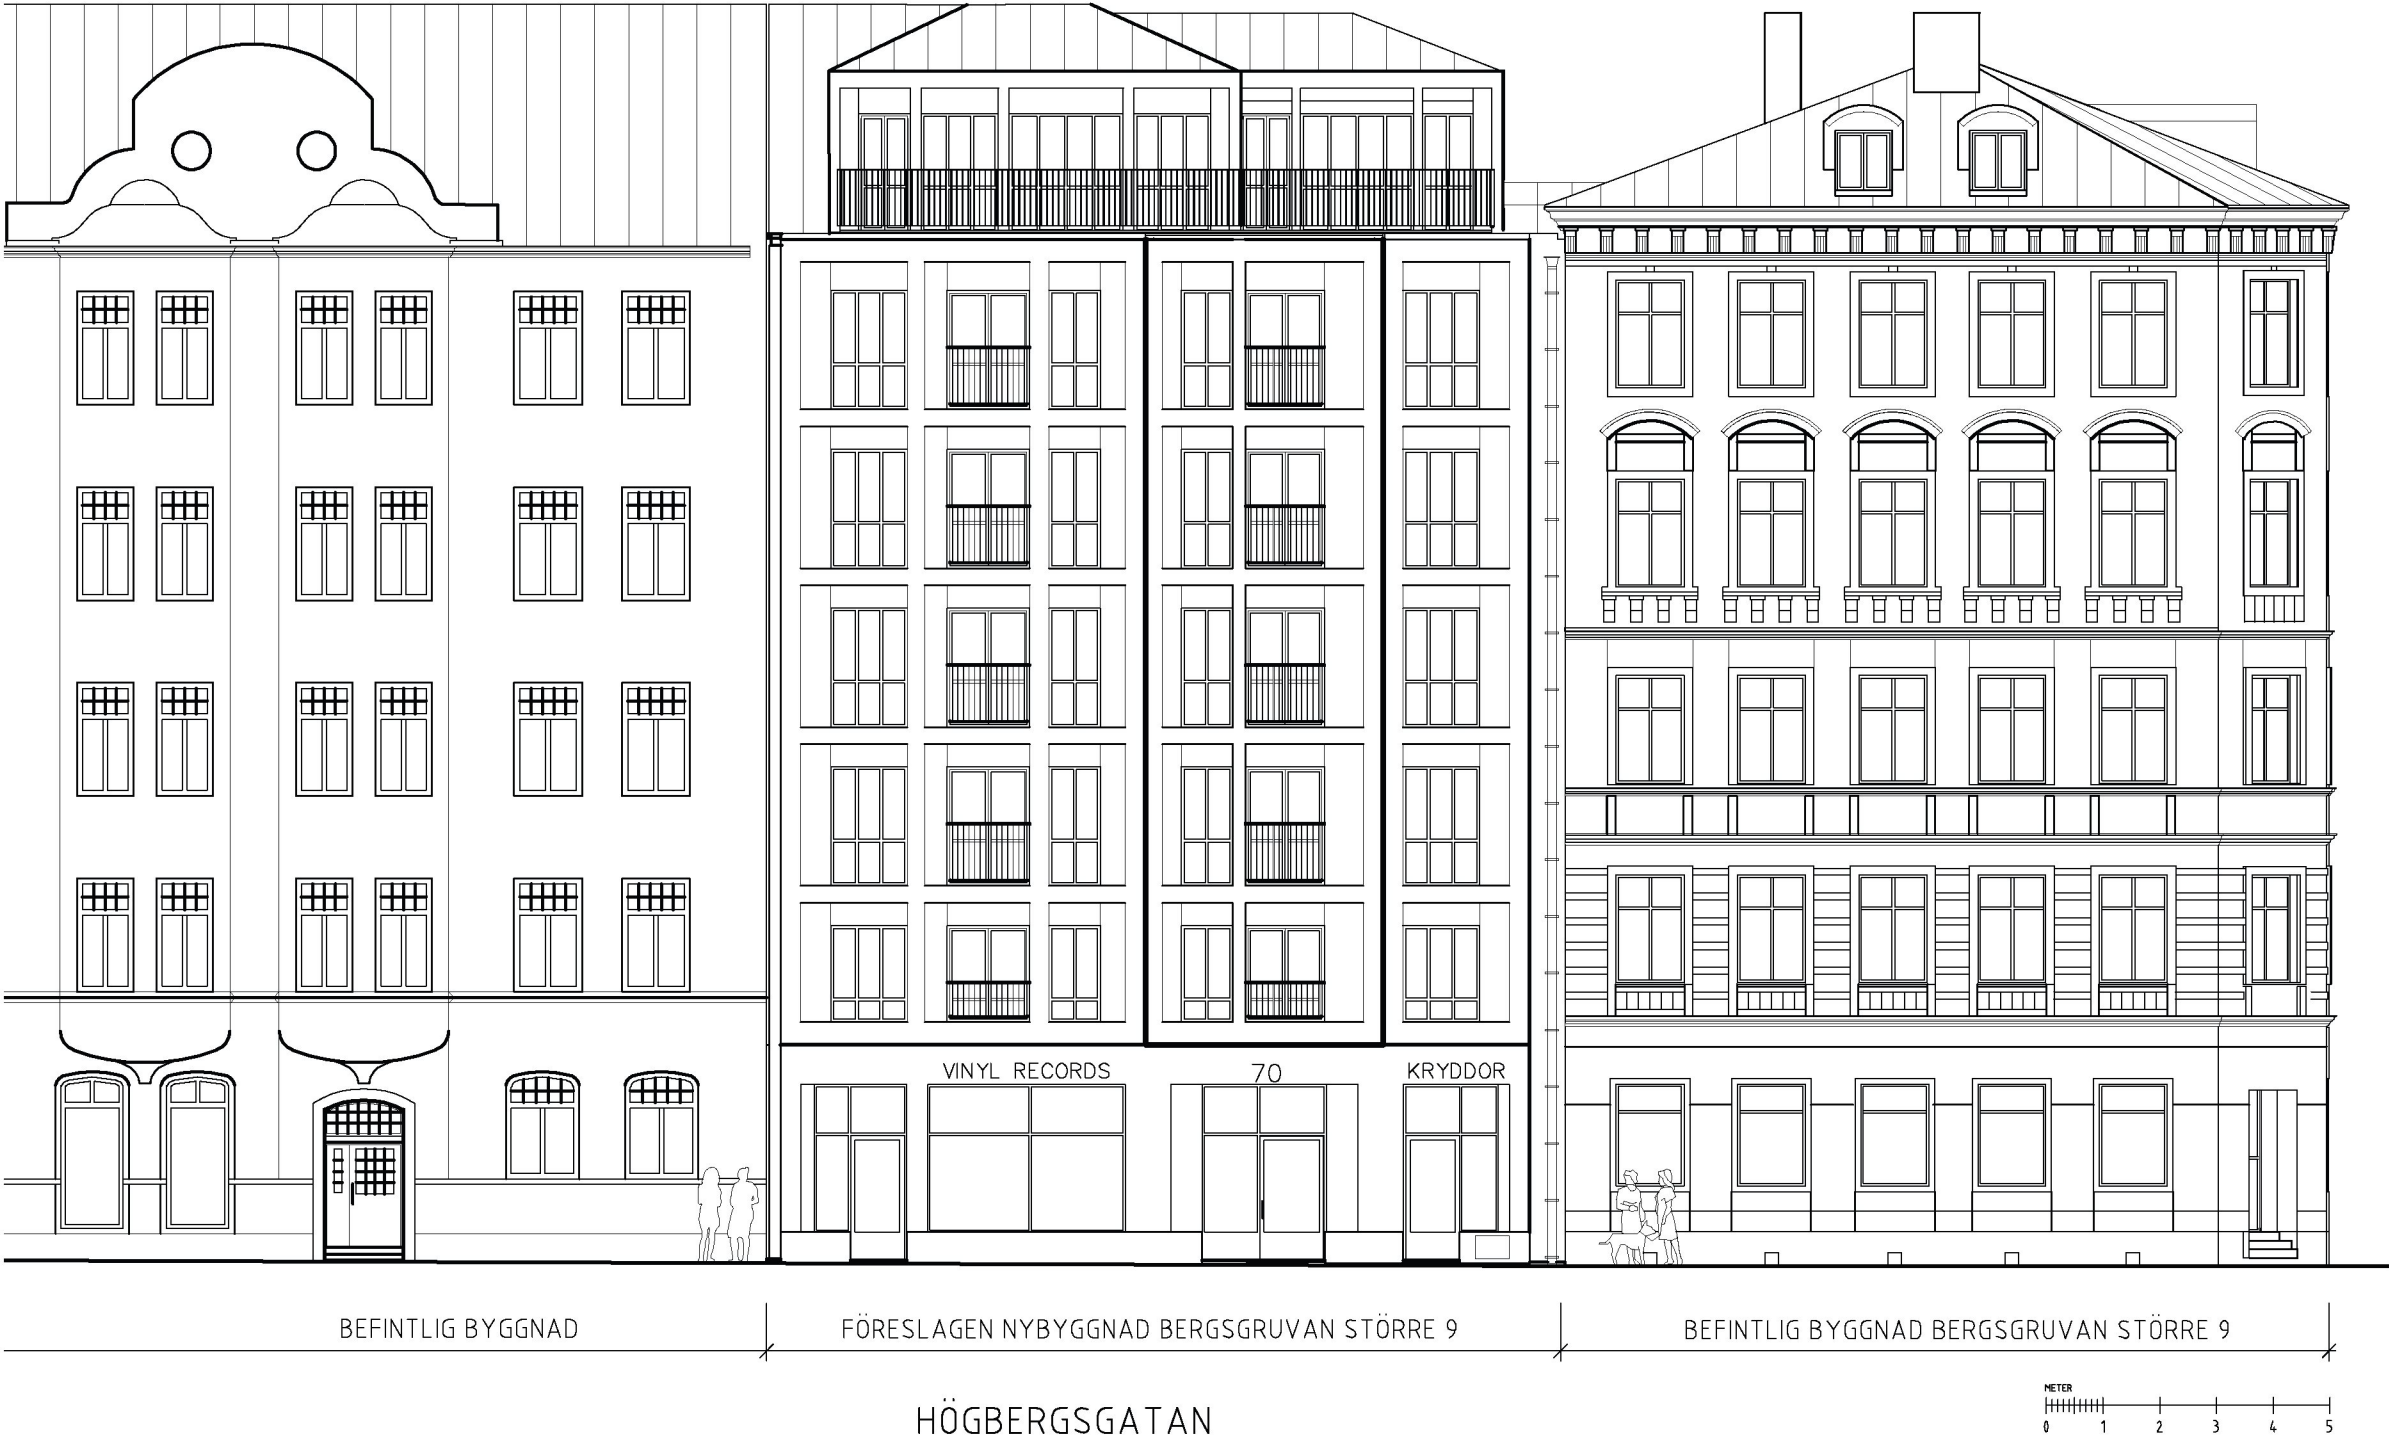 VINYL RECORDS
70
KRYDDOR
BEFINTLIG BYGGNAD
FÖRESLAGEN NYBYGGNAD BERGSGRUVAN STÖRRE 9
BEFINTLIG BYGGNAD BERGSGRUVAN STÖRRE 9
HÖGBERGSGATAN
METER
0 1 2 3 4 5